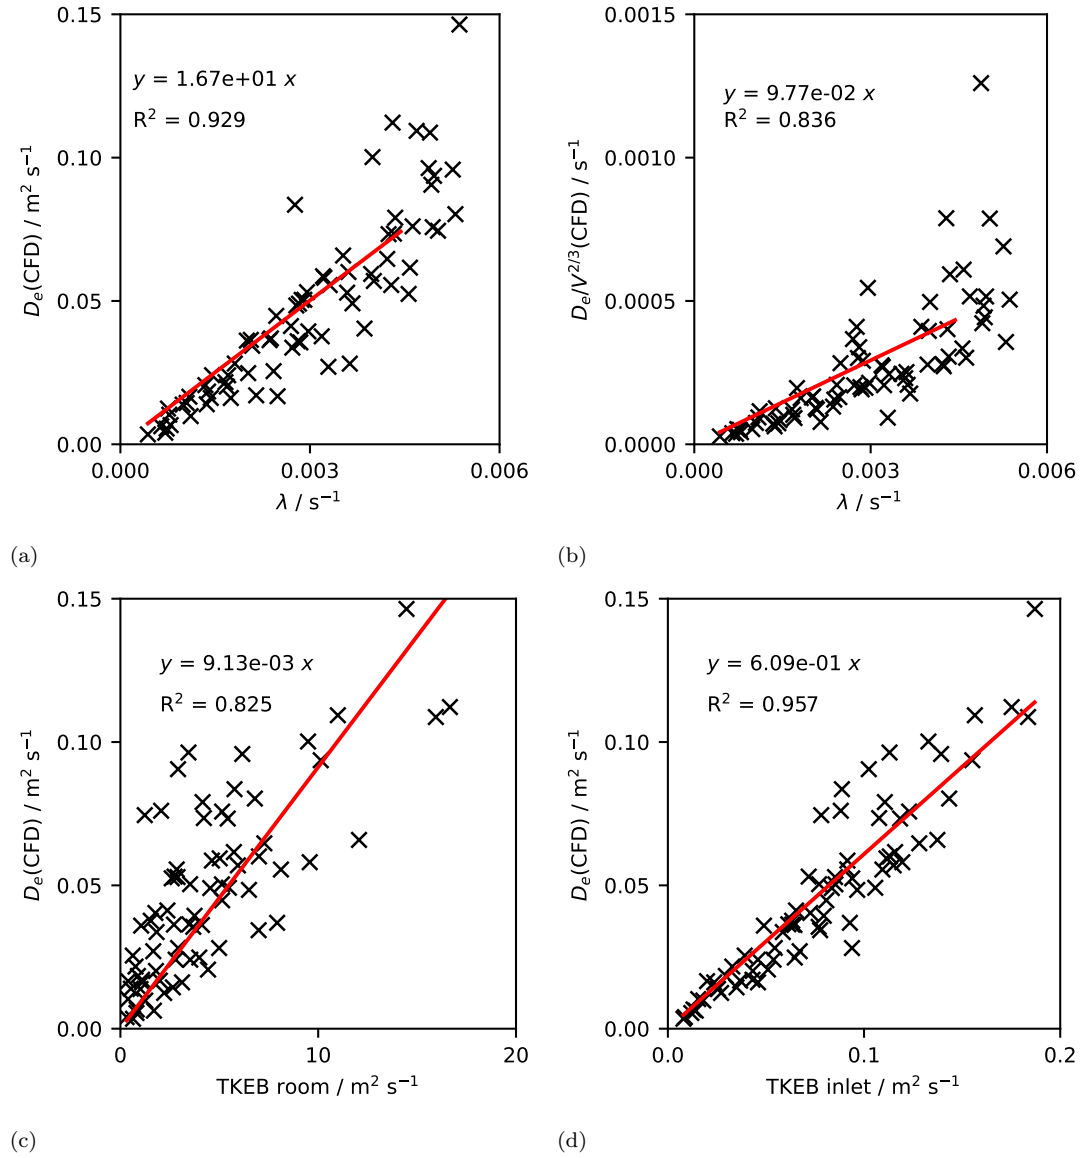 0.15
0.10
0.05
0.00
D_e(CFD) / m² s⁻¹
y = 1.67e+01 x
R² = 0.929
0.000 0.003 0.006
λ / s⁻¹
(a)
0.0015
0.0010
0.0005
0.0000
D_e/V^{2/3}(CFD) / s⁻¹
y = 9.77e-02 x
R² = 0.836
0.000 0.003 0.006
λ / s⁻¹
(b)
0.15
0.10
0.05
0.00
D_e(CFD) / m² s⁻¹
y = 9.13e-03 x
R² = 0.825
0 10 20
TKEB room / m² s⁻¹
(c)
0.15
0.10
0.05
0.00
D_e(CFD) / m² s⁻¹
y = 6.09e-01 x
R² = 0.957
0.0 0.1 0.2
TKEB inlet / m² s⁻¹
(d)